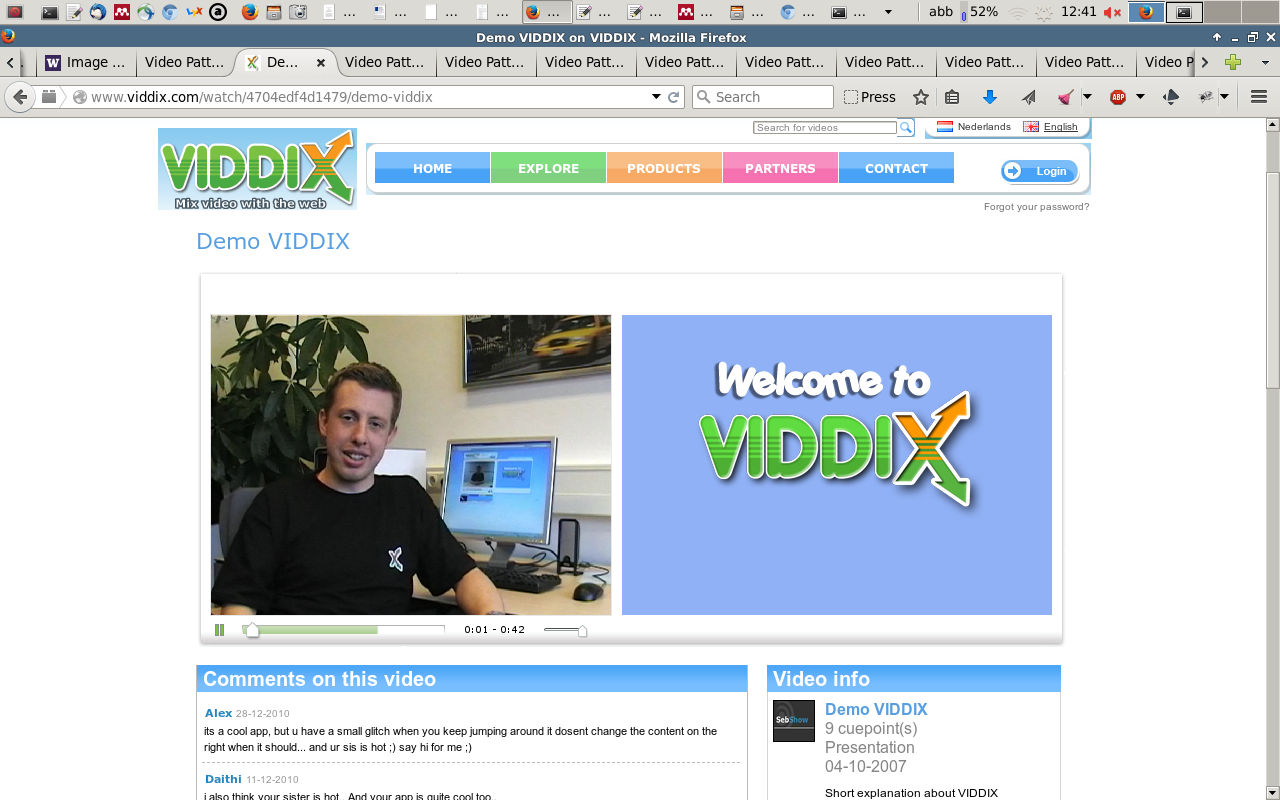 ... ... ... ... ... ... ... ... ... ... ... abb 52% 12:41
Demo VIDDIX on VIDDIX - Mozilla Firefox
Image ... Video Patt... De... Video Patt... Video Patt... Video Patt... Video Patt... Video Patt... Video Patt... Video Patt... Video Patt... Video P
www.viddix.com/watch/4704edf4d1479/demo-viddix Search Press ABP
Search for videos Nederlands English
VIDDIX
Mix video with the web
HOME EXPLORE PRODUCTS PARTNERS CONTACT Login
Forgot your password?
Demo VIDDIX
Welcome to
VIDDIX
0:01 - 0:42
Comments on this video
Alex 28-12-2010
its a cool app, but u have a small glitch when you keep jumping around it dosent change the content on the
right when it should... and ur sis is hot ;) say hi for me ;)
Daithi 11-12-2010
i also think your sister is hot.. And your app is quite cool too..
Video info
SebShow
Demo VIDDIX
9 cuepoint(s)
Presentation
04-10-2007
Short explanation about VIDDIX